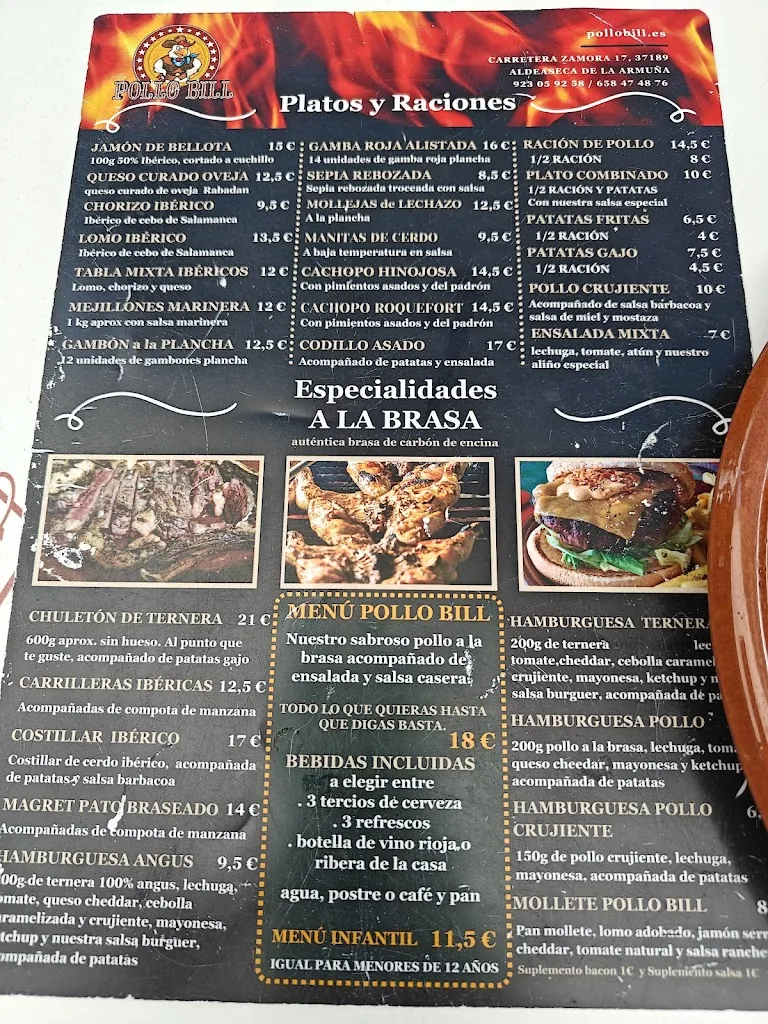 POLLO BILL
pollobill.es
CARRETERA ZAMORA 17, 37189
ALDEASECA DE LA ARMUÑA
923 05 92 58 / 658 47 48 76
Platos y Raciones
JAMÓN DE BELLOTA 15 €
100g 50% Ibérico, cortado a cuchillo
QUESO CURADO OVEJA 12,5 €
queso curado de oveja Rabadan
CHORIZO IBÉRICO 9,5 €
Ibérico de cebo de Salamanca
LOMO IBÉRICO 13,5 €
Ibérico de cebo de Salamanca
TABLA MIXTA IBÉRICOS 12 €
Lomo, chorizo y queso
MEJILLONES MARINERA 12 €
1 kg aprox con salsa marinera
GAMBÓN a la PLANCHA 12,5 €
12 unidades de gambones plancha
GAMBA ROJA ALISTADA 16 €
14 unidades de gamba roja plancha
SEPIA REBOZADA 8,5 €
Sepia rebozada troceada con salsa
MOLLEJAS de LECHAZO 12,5 €
A la plancha
MANITAS DE CERDO 9,5 €
A baja temperatura en salsa
CACHOPO HINOJOSA 14,5 €
Con pimientos asados y del padrón
CACHOPO ROQUEFORT 14,5 €
Con pimientos asados y del padrón
CODILLO ASADO 17 €
Acompañado de patatas y ensalada
RACIÓN DE POLLO 14,5 €
1/2 RACIÓN 8 €
PLATO COMBINADO 10 €
1/2 RACIÓN Y PATATAS
Con nuestra salsa especial
PATATAS FRITAS 6,5 €
1/2 RACIÓN 4 €
PATATAS GAJO 7,5 €
1/2 RACIÓN 4,5 €
POLLO CRUJIENTE 10 €
Acompañado de salsa barbacoa y
salsa de miel y mostaza
ENSALADA MIXTA 7 €
lechuga, tomate, atún y nuestro
aliño especial
Especialidades
A LA BRASA
auténtica brasa de carbón de encina
CHULETÓN DE TERNERA 21 €
600g aprox. sin hueso. Al punto que
te guste, acompañado de patatas gajo
CARRILLERAS IBÉRICAS 12,5 €
Acompañadas de compota de manzana
COSTILLAR IBÉRICO 17 €
Costillar de cerdo ibérico, acompañada
de patatas y salsa barbacoa
MAGRET PATO BRASEADO 14 €
Acompañadas de compota de manzana
HAMBURGUESA ANGUS 9,5 €
00g de ternera 100% angus, lechuga,
omate, queso cheddar, cebolla
aramelizada y crujiente, mayonesa,
etchup y nuestra salsa burguer,
ompañada de patatas
MENÚ POLLO BILL
Nuestro sabroso pollo a la
brasa acompañado de
ensalada y salsa casera
TODO LO QUE QUIERAS HASTA
QUE DIGAS BASTA.
18 €
BEBIDAS INCLUIDAS
a elegir entre
. 3 tercios de cerveza
. 3 refrescos
. botella de vino rioja o
ribera de la casa
agua, postre o café y pan
MENÚ INFANTIL 11,5 €
IGUAL PARA MENORES DE 12 AÑOS
HAMBURGUESA TERNERA
200g de ternera lec
tomate,cheddar, cebolla caramel
crujiente, mayonesa, ketchup y n
salsa burguer, acompañada de pa
HAMBURGUESA POLLO
200g pollo a la brasa, lechuga, toma
queso cheedar, mayonesa y ketchup
acompañada de patatas
HAMBURGUESA POLLO 6,
CRUJIENTE
150g de pollo crujiente, lechuga,
mayonesa, acompañada de patatas
MOLLETE POLLO BILL 8
Pan mollete, lomo adobado, jamón serr
cheddar, tomate natural y salsa ranche
Suplemento bacon 1€ y Supleniento salsa 1€